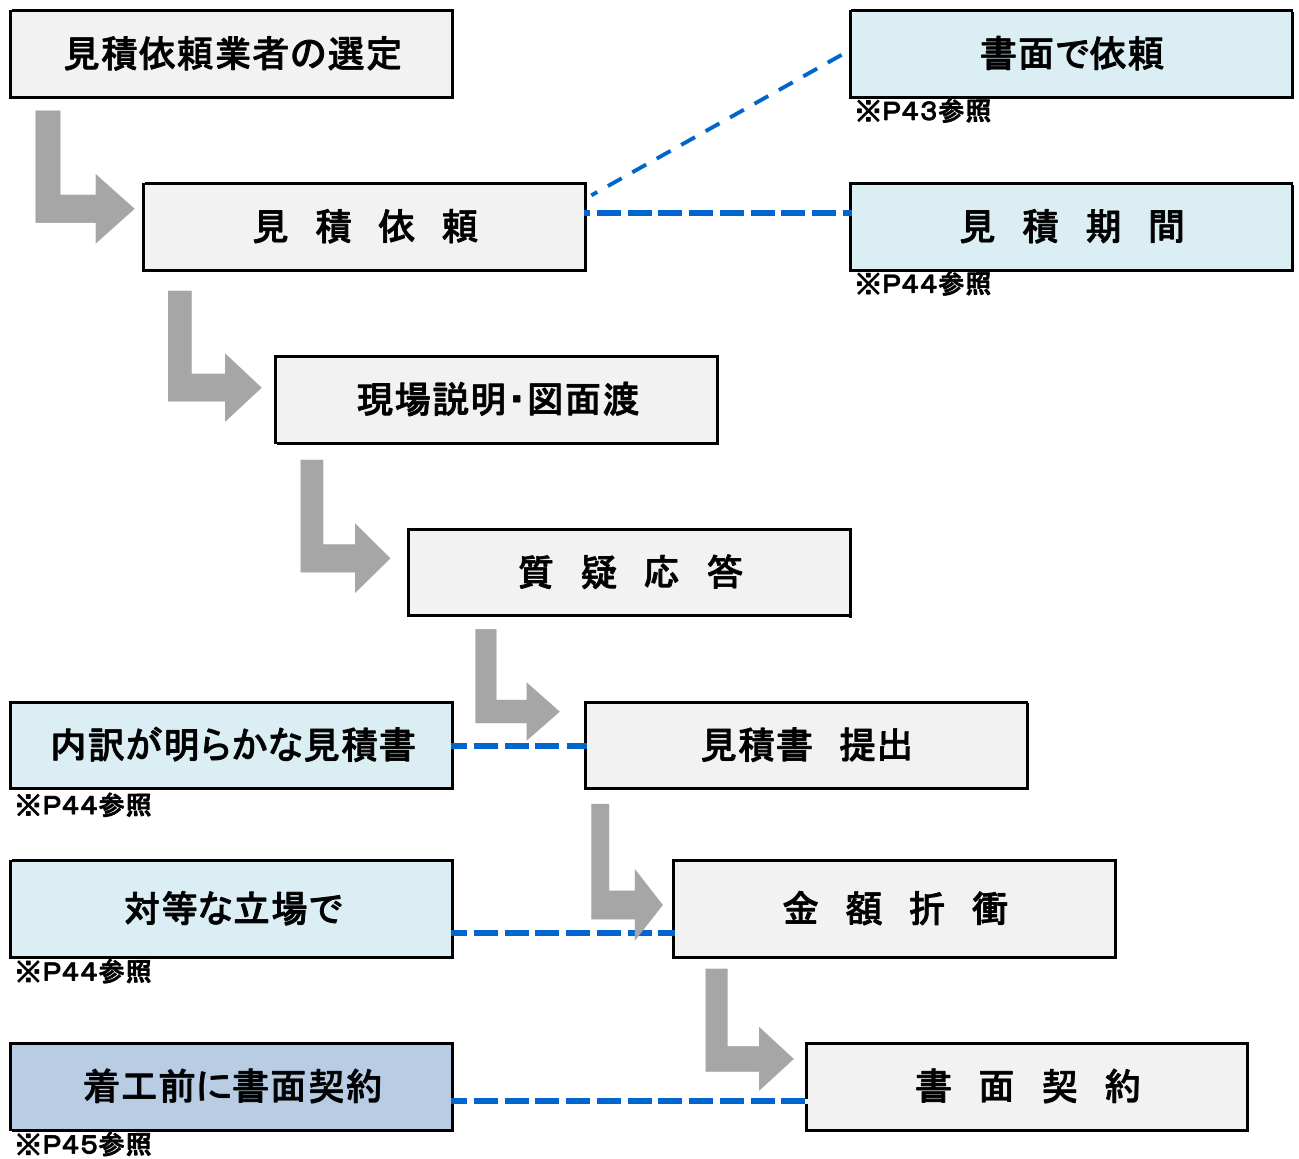 見積依頼業者の選定
書面で依頼
※P43参照
見　積　依　頼
見　積　期　間
※P44参照
現場説明・図面渡
質　疑　応　答
内訳が明らかな見積書
※P44参照
見積書　提出
対等な立場で
※P44参照
金　額　折　衝
着工前に書面契約
※P45参照
書　面　契　約